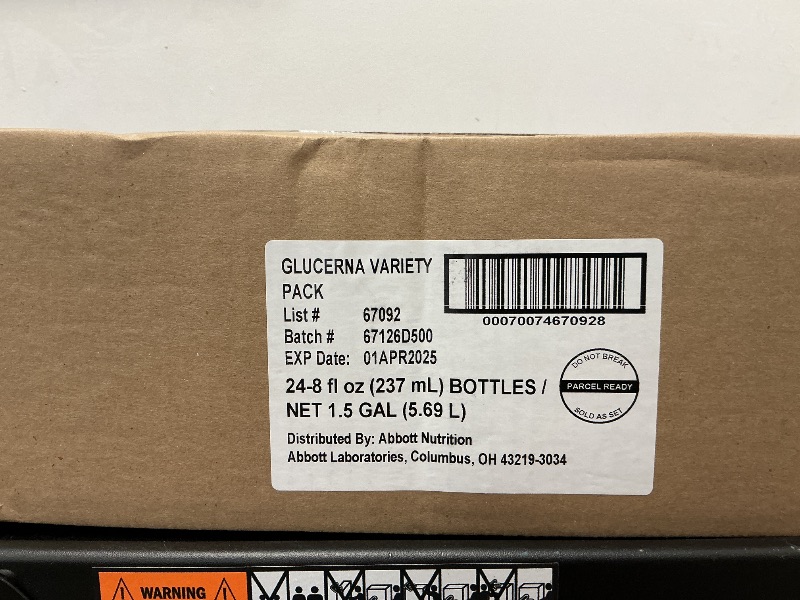 GLUCERNA VARIETY
PACK
List # 67092
Batch # 67126D500
EXP Date: 01APR2025
00070074670928
DO NOT BREAK
PARCEL READY
SOLD AS SET
24-8 fl oz (237 mL) BOTTLES /
NET 1.5 GAL (5.69 L)
Distributed By: Abbott Nutrition
Abbott Laboratories, Columbus, OH 43219-3034
WARNING